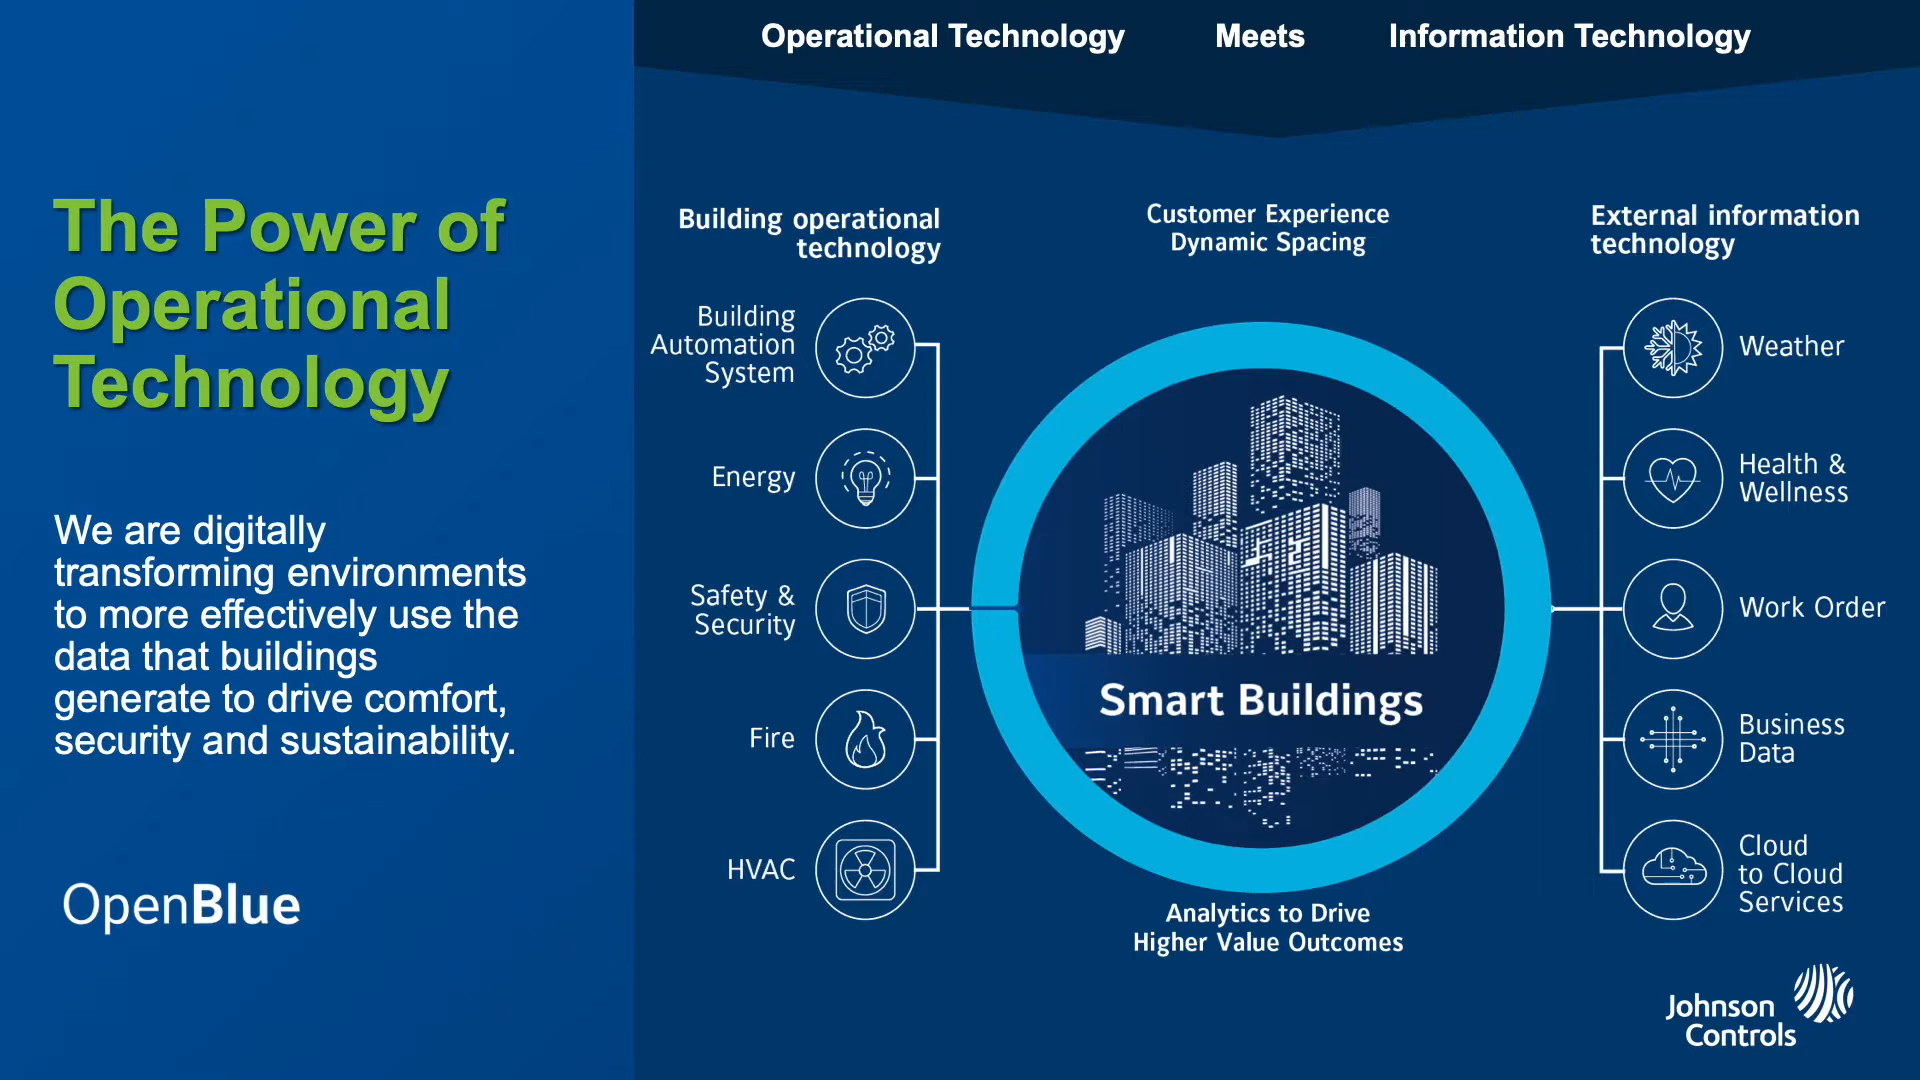 Operational Technology Meets Information Technology
The Power of
Operational
Technology
We are digitally
transforming environments
to more effectively use the
data that buildings
generate to drive comfort,
security and sustainability.
OpenBlue
Building operational
technology
Building
Automation
System
Energy
Safety &
Security
Fire
HVAC
Customer Experience
Dynamic Spacing
Smart Buildings
Analytics to Drive
Higher Value Outcomes
External information
technology
Weather
Health &
Wellness
Work Order
Business
Data
Cloud
to Cloud
Services
Johnson
Controls